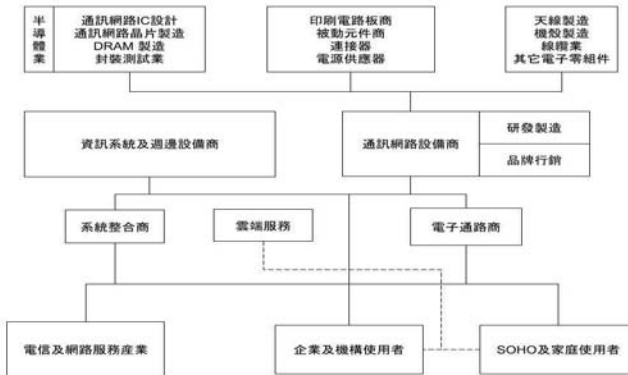 半導體業
通訊網路IC設計
通訊網路晶片製造
DRAM 製造
封裝測試業
印刷電路板商
被動元件商
連接器
電源供應器
天線製造
機殼製造
線纜業
其它電子零組件
資訊系統及週邊設備商
通訊網路設備商
研發製造
品牌行銷
系統整合商
雲端服務
電子通路商
電信及網路服務產業
企業及機構使用者
SOHO及家庭使用者